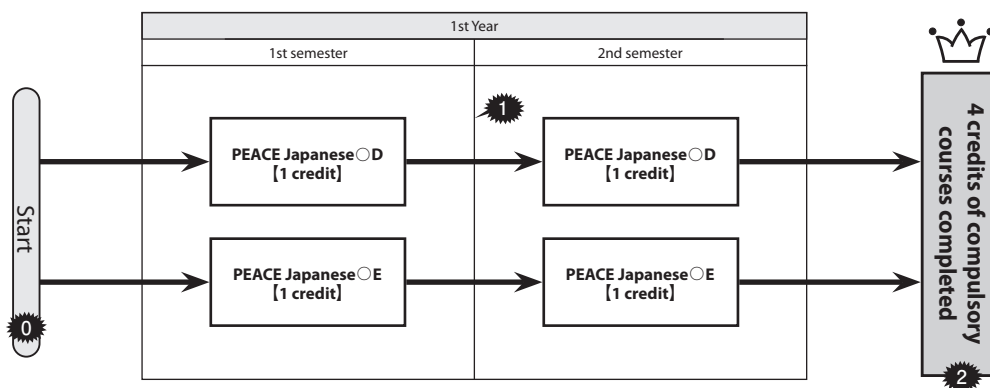 1st Year
1st semester
2nd semester
Start
0
1
PEACE Japanese○D
【1 credit】
PEACE Japanese○D
【1 credit】
PEACE Japanese○E
【1 credit】
PEACE Japanese○E
【1 credit】
4 credits of compulsory
courses completed
2